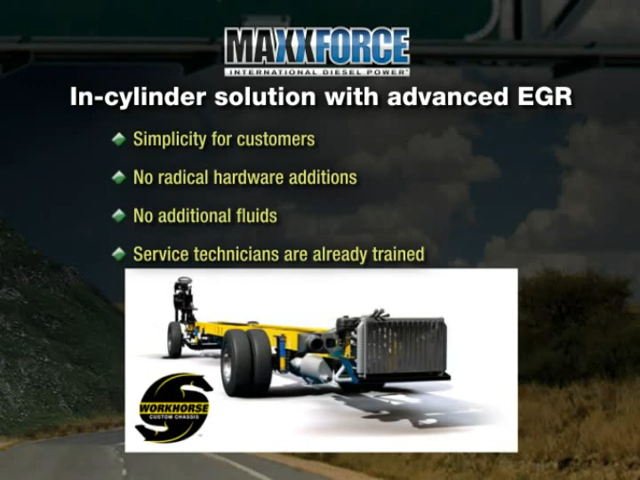 MAXXFORCE
INTERNATIONAL DIESEL POWER
In-cylinder solution with advanced EGR
Simplicity for customers
No radical hardware additions
No additional fluids
Service technicians are already trained
WORKHORSE
CUSTOM CHASSIS